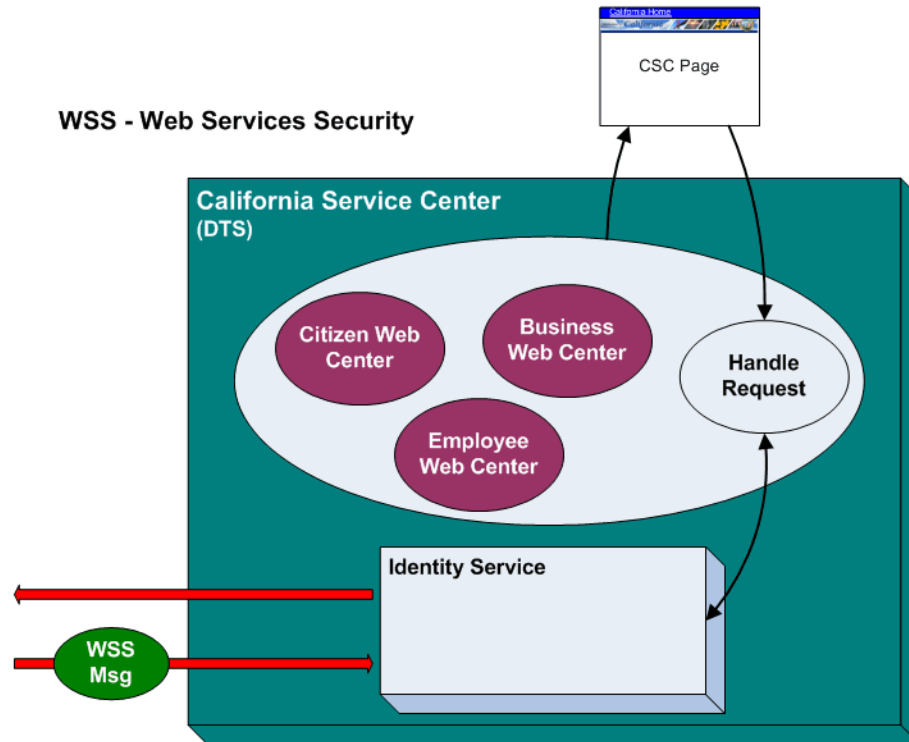 California Home
California
CSC Page
WSS - Web Services Security
California Service Center
(DTS)
Citizen Web
Center
Business
Web Center
Handle
Request
Employee
Web Center
Identity Service
WSS
Msg